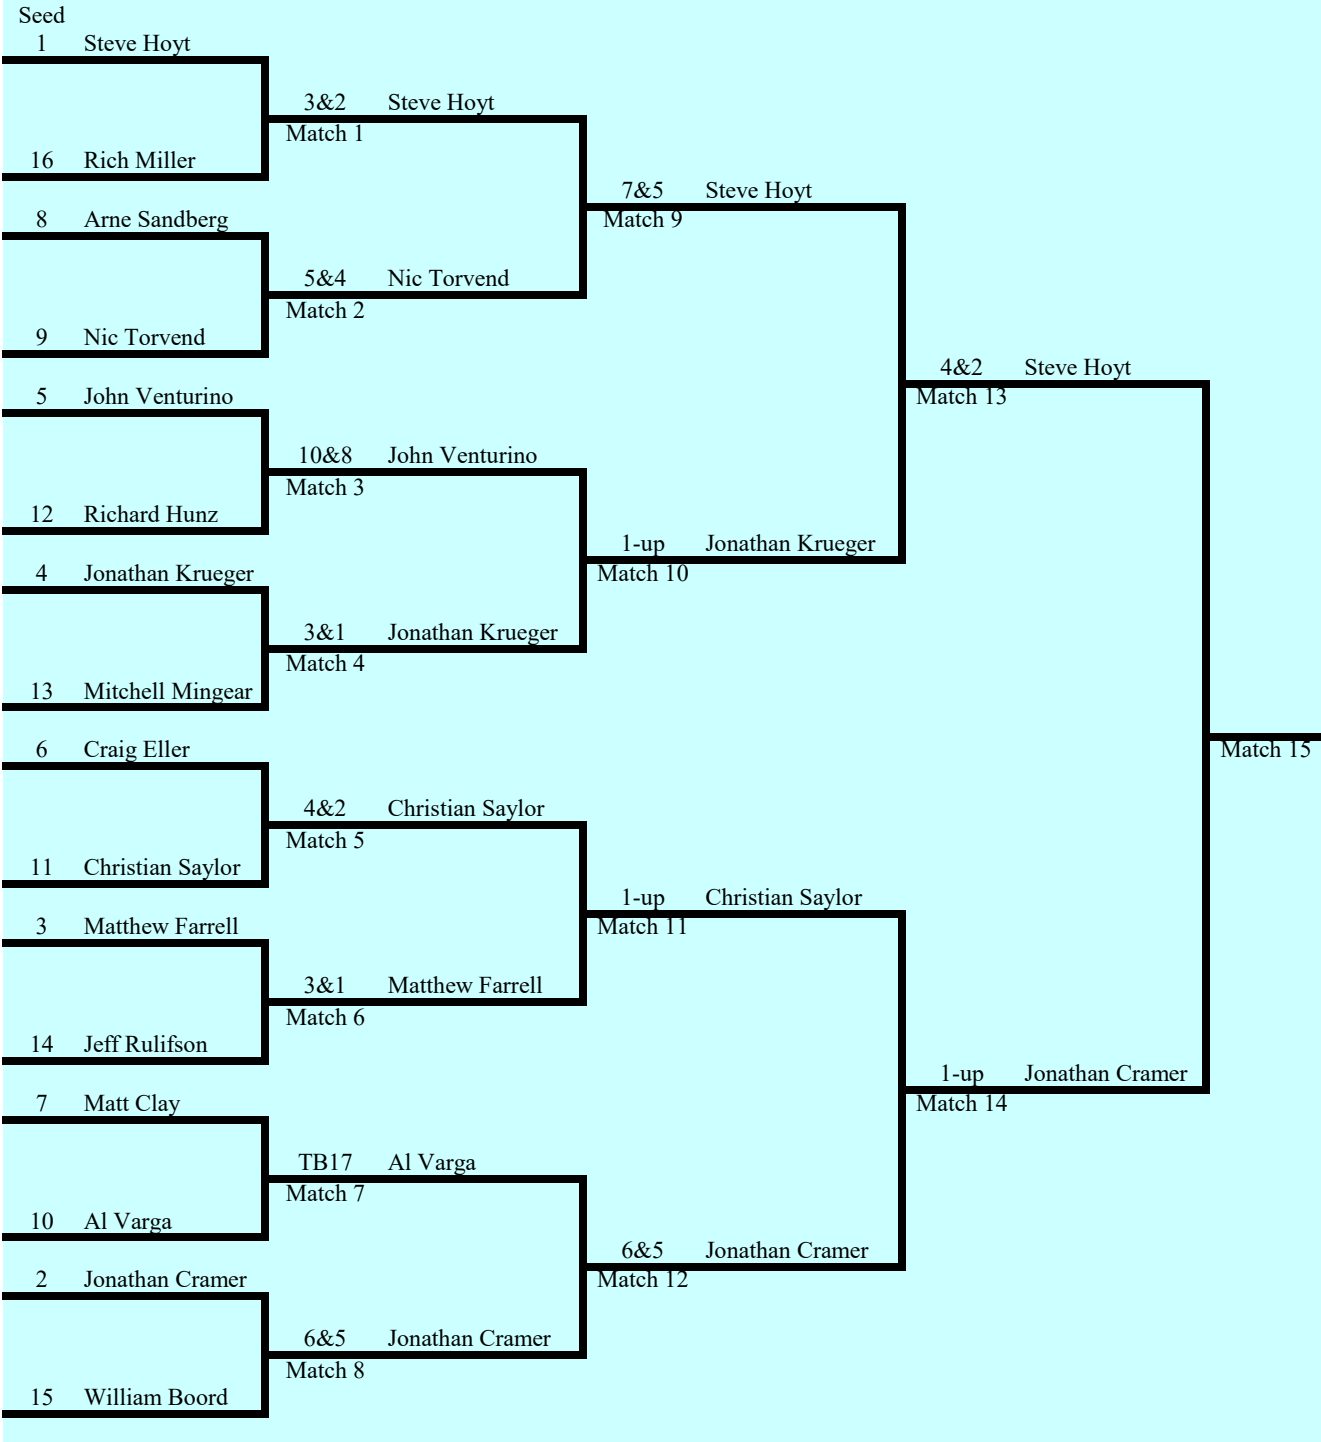 Seed
1 Steve Hoyt
3&2 Steve Hoyt
Match 1
16 Rich Miller
7&5 Steve Hoyt
8 Arne Sandberg
Match 9
5&4 Nic Torvend
Match 2
9 Nic Torvend
4&2 Steve Hoyt
5 John Venturino
Match 13
10&8 John Venturino
Match 3
12 Richard Hunz
1-up Jonathan Krueger
4 Jonathan Krueger
Match 10
3&1 Jonathan Krueger
Match 4
13 Mitchell Mingear
6 Craig Eller
Match 15
4&2 Christian Saylor
Match 5
11 Christian Saylor
1-up Christian Saylor
3 Matthew Farrell
Match 11
3&1 Matthew Farrell
Match 6
14 Jeff Rulifson
1-up Jonathan Cramer
7 Matt Clay
Match 14
TB17 Al Varga
Match 7
10 Al Varga
6&5 Jonathan Cramer
2 Jonathan Cramer
Match 12
6&5 Jonathan Cramer
Match 8
15 William Boord